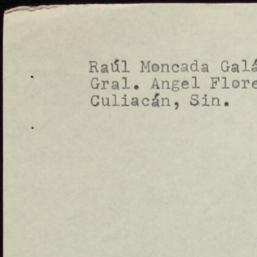 Raúl Moncada Galá
Gral. Angel Flore
Culiacán, Sin.